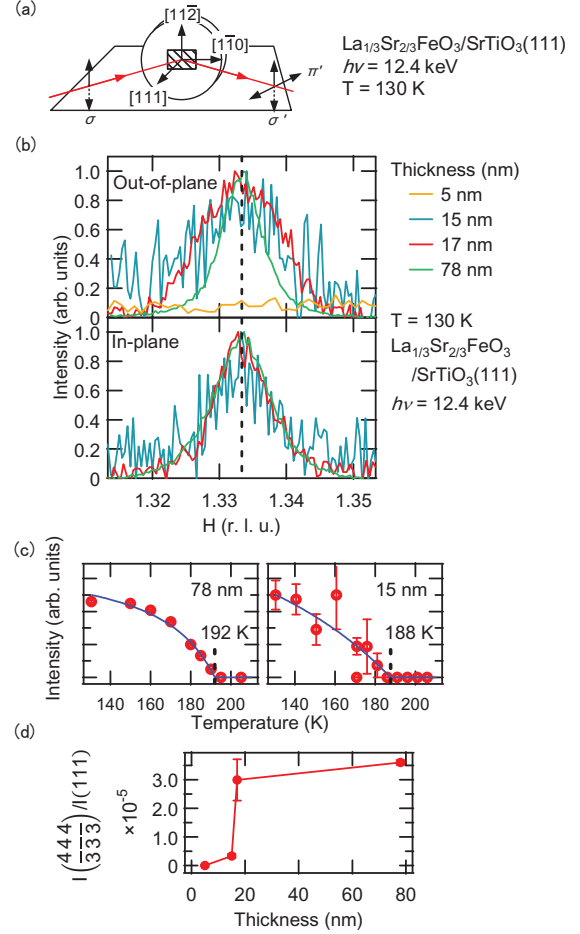 (a)
[112̅]
[11̅0]
[111]
σ
σ'
π'
La1/3Sr2/3FeO3/SrTiO3(111)
hν = 12.4 keV
T = 130 K
(b)
1.0
0.8
0.6
0.4
0.2
0
Out-of-plane
Thickness (nm)
5 nm
15 nm
17 nm
78 nm
Intensity (arb. units)
1.0
0.8
0.6
0.4
0.2
0
In-plane
T = 130 K
La1/3Sr2/3FeO3
/SrTiO3(111)
hν = 12.4 keV
1.32 1.33 1.34 1.35
H (r. l. u.)
(c)
Intensity (arb. units)
78 nm
192 K
15 nm
188 K
140 160 180 200
140 160 180 200
Temperature (K)
(d)
I(4/3 4/3 4/3)/I(111)
×10-5
3.0
2.0
1.0
0
0 20 40 60 80
Thickness (nm)